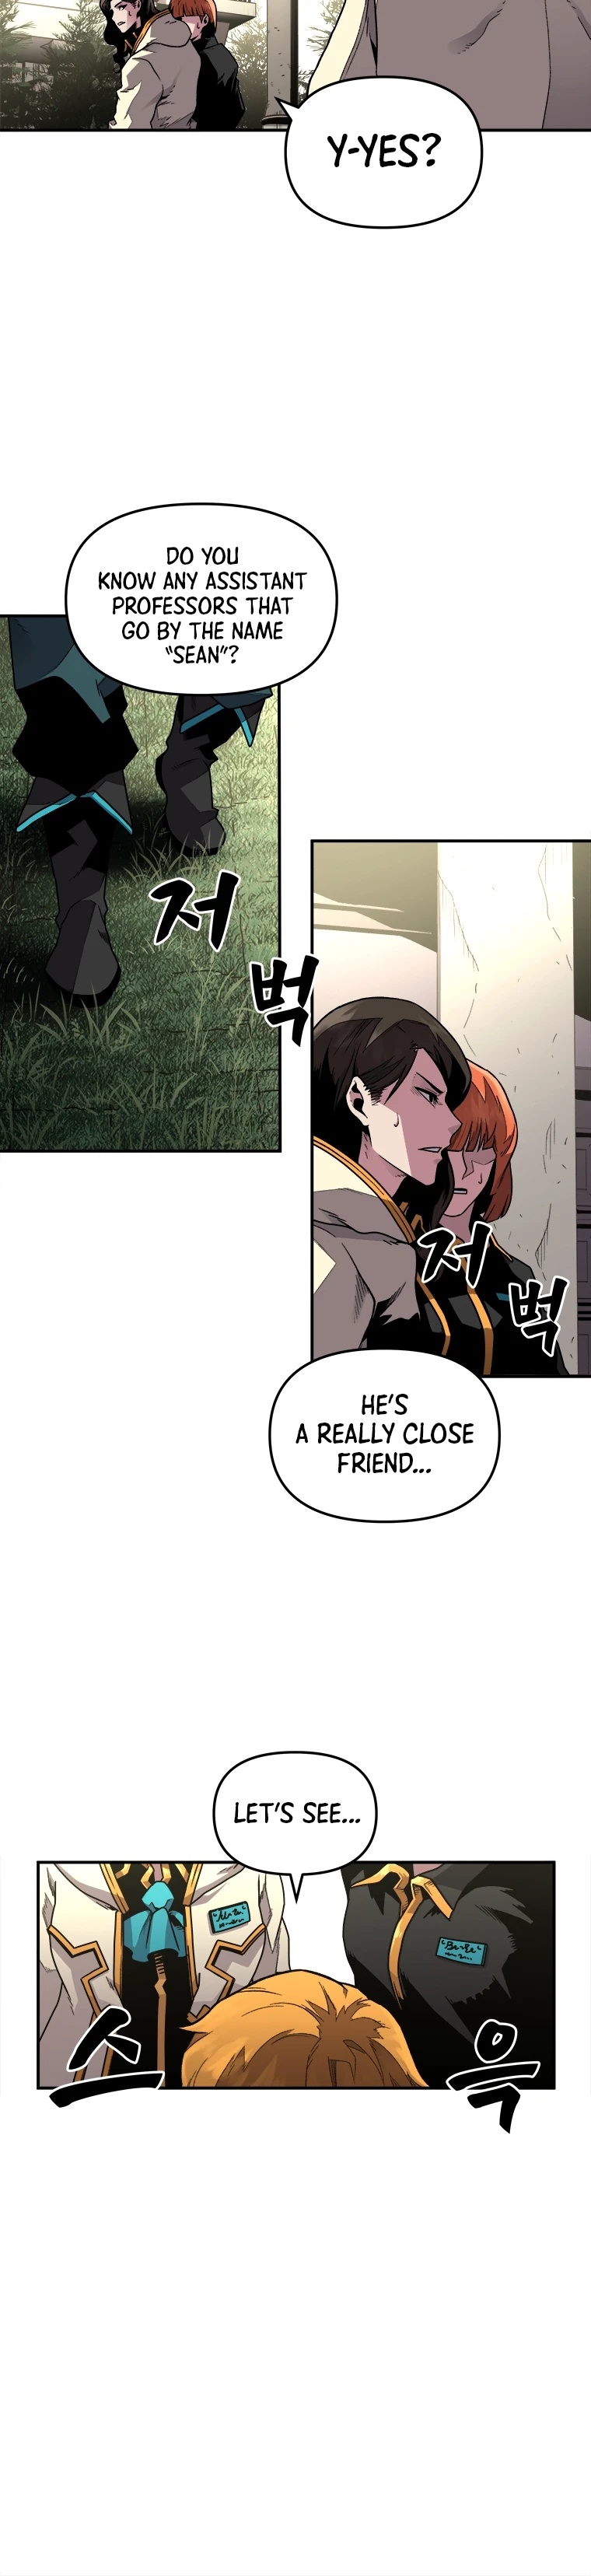 Y-YES?
DO YOU
KNOW ANY ASSISTANT
PROFESSORS THAT
GO BY THE NAME
"SEAN"?
저
벅
저
벅
HE'S
A REALLY CLOSE
FRIEND...
LET'S SEE...
스
윽